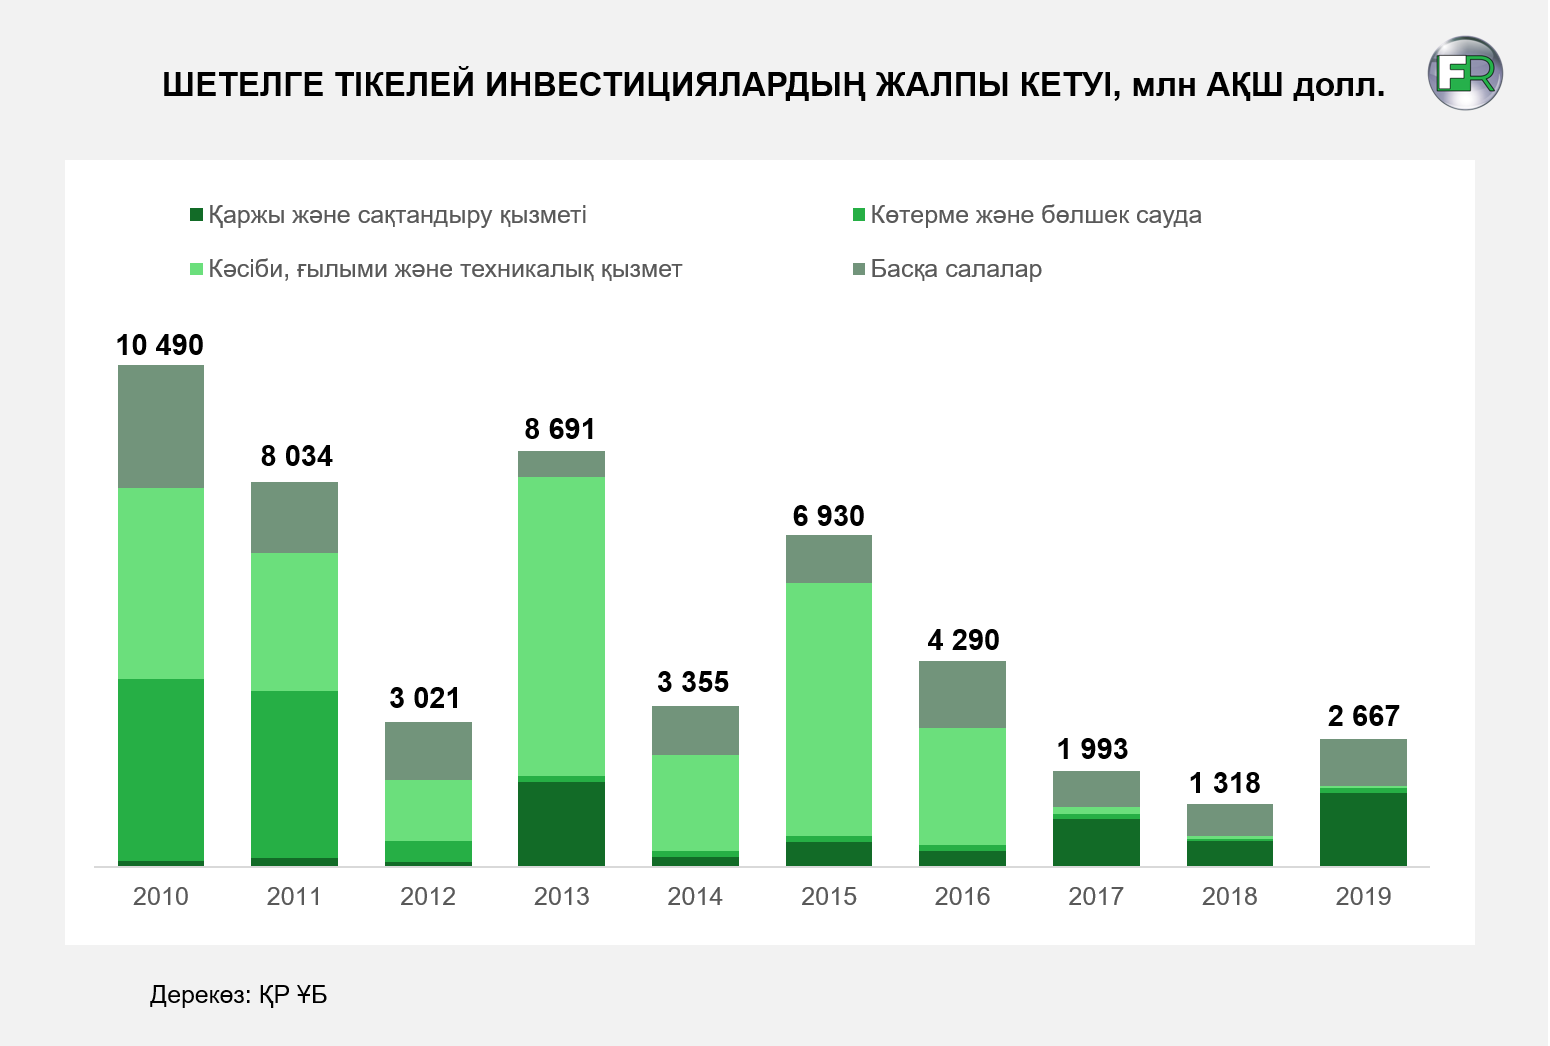 ШЕТЕЛГЕ ТІКЕЛЕЙ ИНВЕСТИЦИЯЛАРДЫҢ ЖАЛПЫ КЕТУІ, млн АҚШ долл.
FR
Қаржы және сақтандыру қызметі
Көтерме және бөлшек сауда
Кәсіби, ғылыми және техникалық қызмет
Басқа салалар
10 490
8 034
3 021
8 691
3 355
6 930
4 290
1 993
1 318
2 667
2010
2011
2012
2013
2014
2015
2016
2017
2018
2019
Дерекөз: ҚР ҰБ